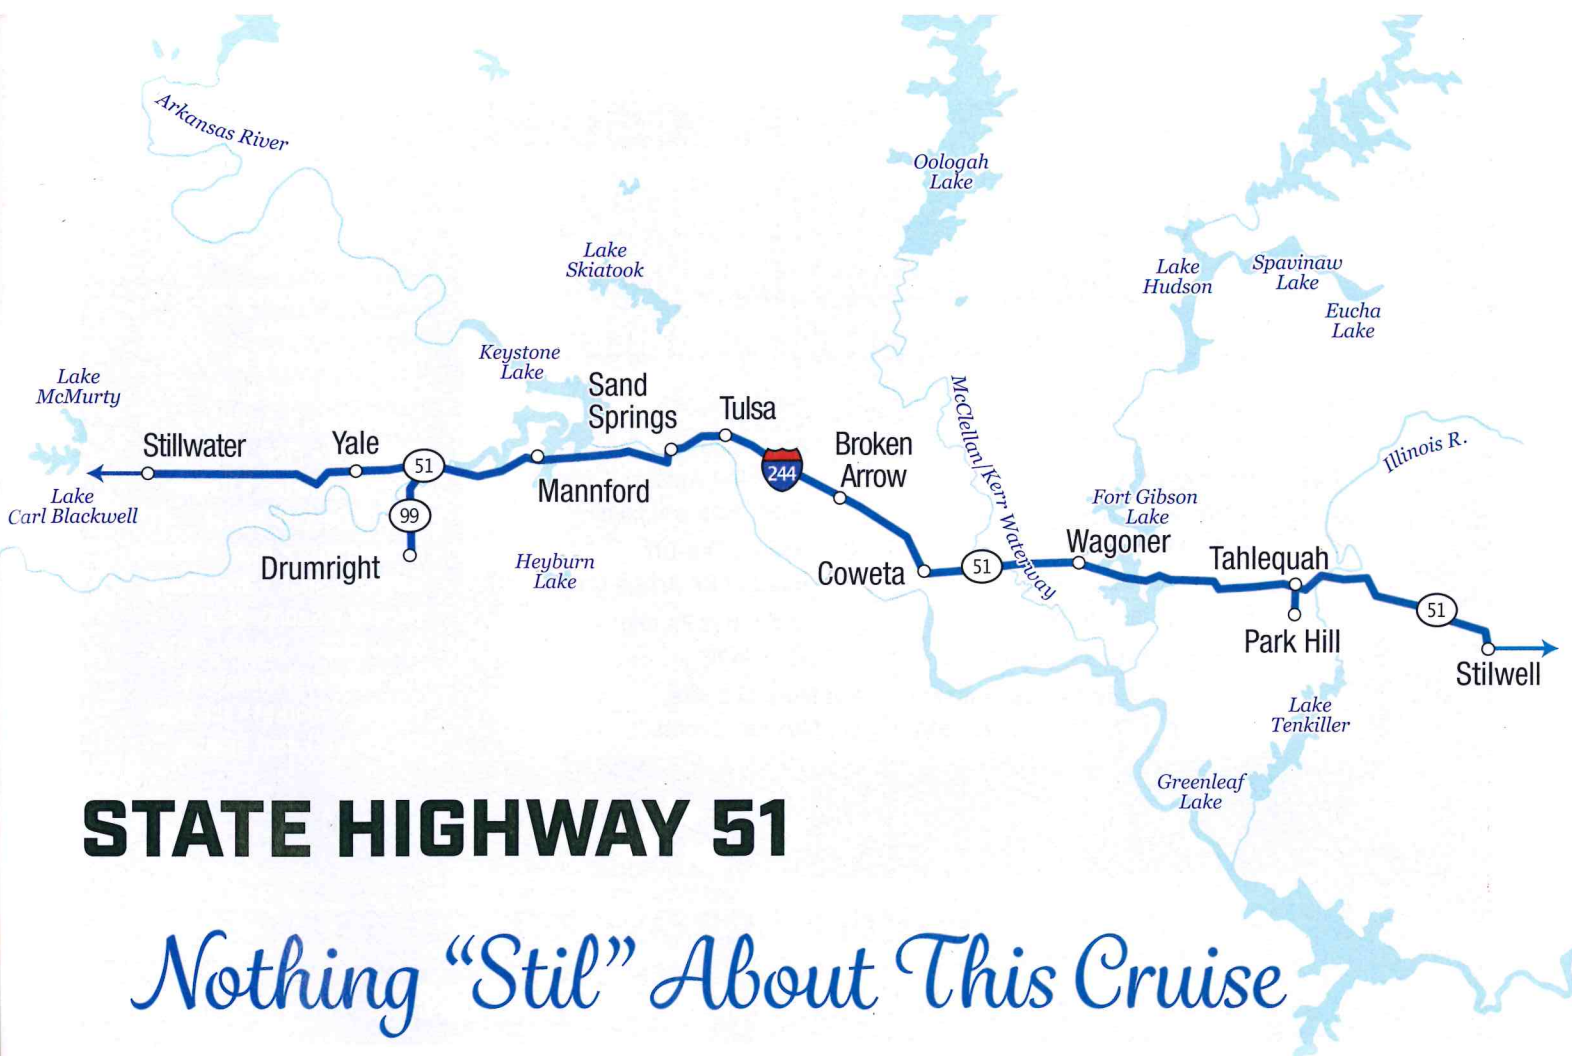 Arkansas River
Oologah
Lake
Lake
Skiatook
Lake
Hudson
Spavinaw
Lake
Eucha
Lake
Keystone
Lake
Lake
McMurty
Sand
Springs
Tulsa
McClellan/Kerr Waterway
Illinois R.
Stillwater
Yale
51
244
Broken
Arrow
Mannford
Lake
Carl Blackwell
99
Fort Gibson
Lake
Drumright
Heyburn
Lake
Coweta
51
Wagoner
Tahlequah
51
Park Hill
Stilwell
Lake
Tenkiller
Greenleaf
Lake
STATE HIGHWAY 51
Nothing “Stil” About This Cruise